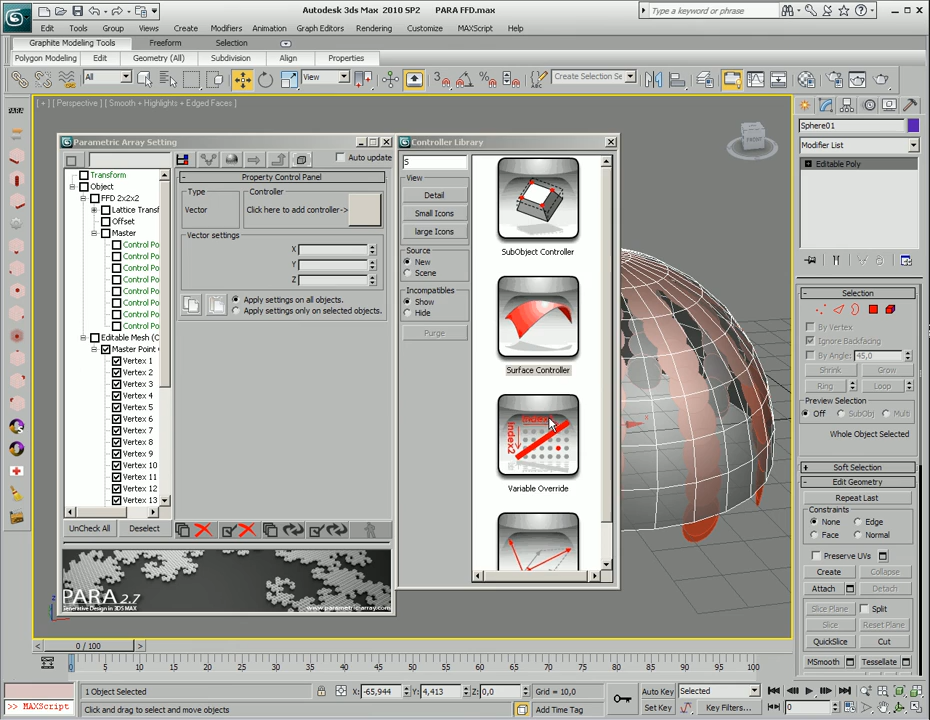 Autodesk 3ds Max 2010 SP2 PARA FFD.max
Type a keyword or phrase
Edit Tools Group Views Create Modifiers Animation Graph Editors Rendering Customize MAXScript Help
Graphite Modeling Tools Freeform Selection
Polygon Modeling Edit Geometry (All) Subdivision Align Properties
All View Create Selection Se
[ + ] [ Perspective ] [ Smooth + Highlights + Edged Faces ]
PARA
FRONT
Parametric Array Setting
Auto update
Transform
Object
FFD 2x2x2
Lattice Transf
Offset
Master
Control Po
Control Po
Control Po
Control Po
Control Po
Control Po
Control Po
Control Po
Editable Mesh (C
Master Point
Vertex 1
Vertex 2
Vertex 3
Vertex 4
Vertex 5
Vertex 6
Vertex 7
Vertex 8
Vertex 9
Vertex 10
Vertex 11
Vertex 12
Vertex 13
UnCheck All Deselect
- Property Control Panel
Type
Vector
Controller
Click here to add controller->
Vector settings
X
Y
Z
Apply settings on all objects.
Apply settings only on selected objects.
PARA 2.7
Generative Design in 3DS MAX
www.parametric-array.com
Controller Library
S
View
Detail
Small Icons
large Icons
Source
New
Scene
Incompatibles
Show
Hide
Purge
SubObject Controller
Surface Controller
Index2
Variable Override
Sphere01
Modifier List
Editable Poly
- Selection
By Vertex
Ignore Backfacing
By Angle: 45,0
Shrink Grow
Ring Loop
Preview Selection
Off SubObj Multi
Whole Object Selected
+ Soft Selection
- Edit Geometry
Repeat Last
Constraints
None Edge
Face Normal
Preserve UVs
Create Collapse
Attach Detach
Slice Plane Split
Slice Reset Plane
QuickSlice Cut
MSmooth Tessellate
< 0 / 100 >
0 5 10 15 20 25 30 35 40 45 50 55 60 65 70 75 80 85 90 95 100
1 Object Selected X: -65,944 Y: 4,413 Z: 0,0 Grid = 10,0 Auto Key Selected
>> MAXScript Click and drag to select and move objects Add Time Tag Set Key Key Filters... 0